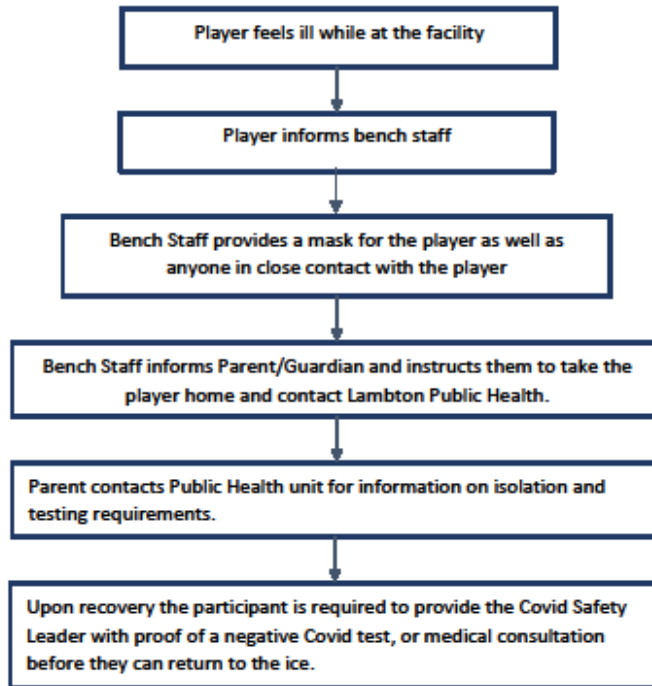 Player feels ill while at the facility
Player informs bench staff
Bench Staff provides a mask for the player as well as
anyone in close contact with the player
Bench Staff informs Parent/Guardian and instructs them to take the
player home and contact Lambton Public Health.
Parent contacts Public Health unit for information on isolation and
testing requirements.
Upon recovery the participant is required to provide the Covid Safety
Leader with proof of a negative Covid test, or medical consultation
before they can return to the ice.